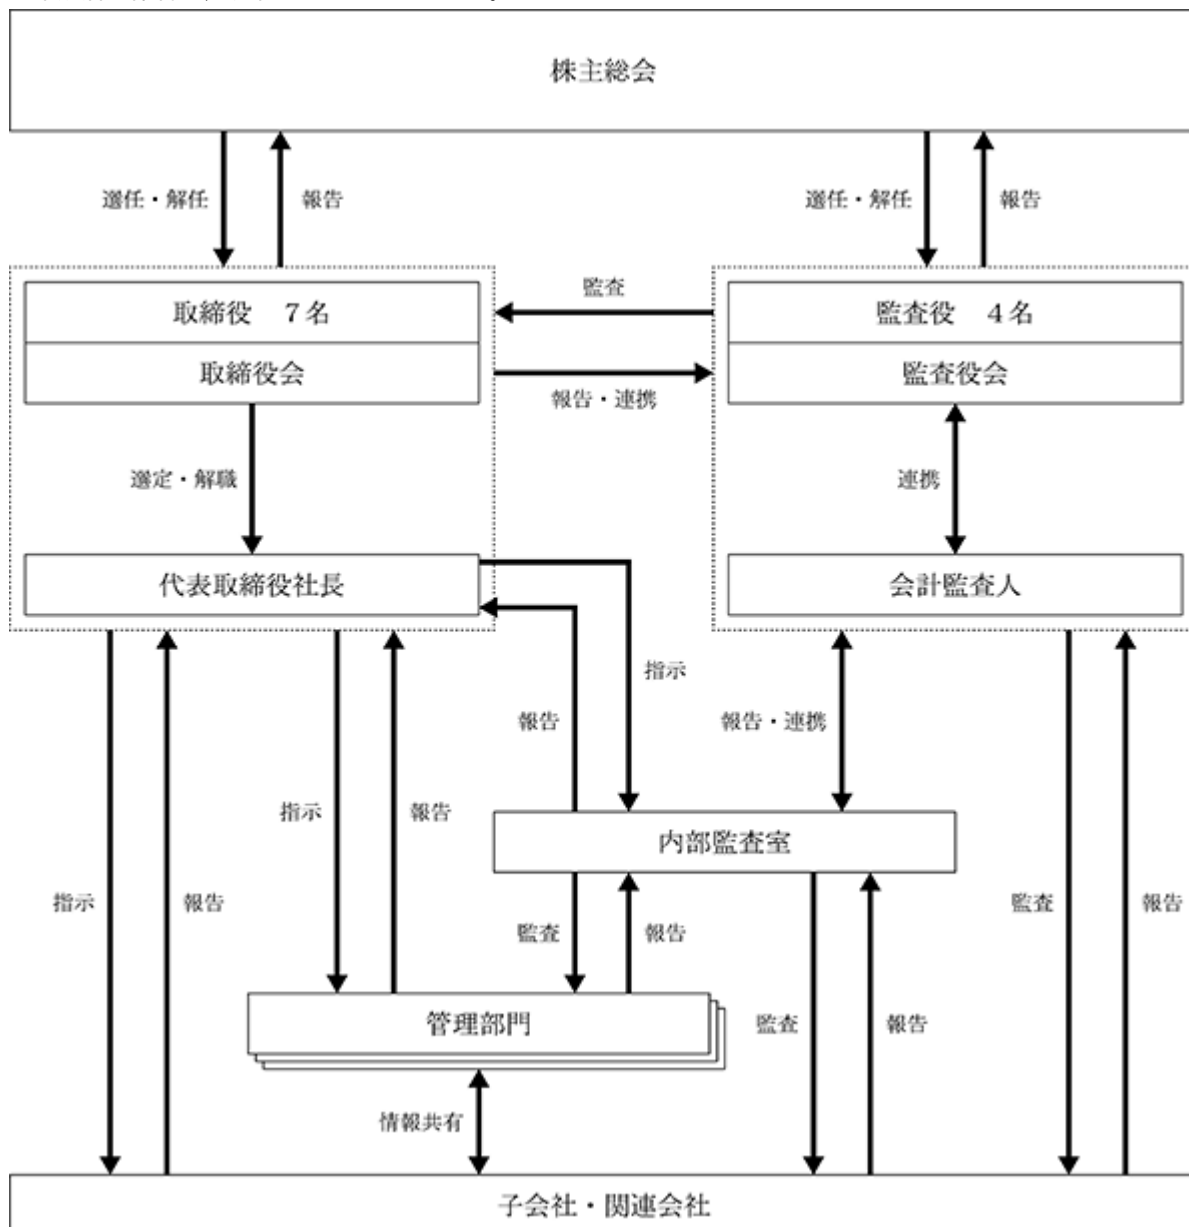 株主総会
選任・解任
報告
選任・解任
報告
取締役　７名
取締役会
監査
報告・連携
監査役　４名
監査役会
選定・解職
連携
代表取締役社長
会計監査人
指示
報告
報告・連携
指示
報告
内部監査室
指示
報告
監査
報告
監査
報告
管理部門
監査
報告
情報共有
子会社・関連会社